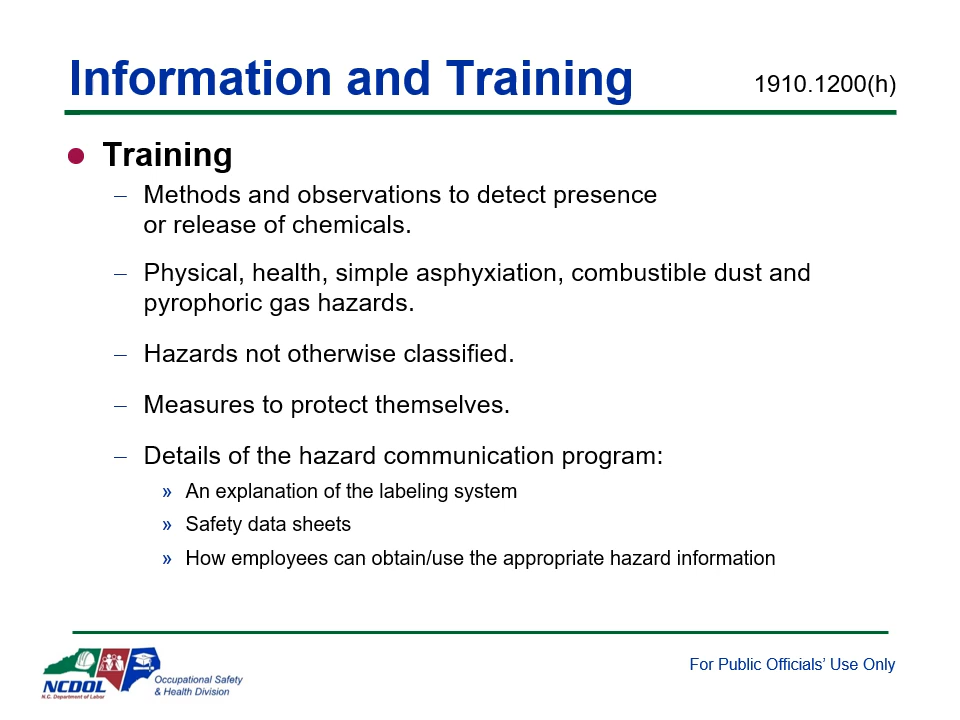 Information and Training
1910.1200(h)
● Training
– Methods and observations to detect presence
or release of chemicals.
– Physical, health, simple asphyxiation, combustible dust and
pyrophoric gas hazards.
– Hazards not otherwise classified.
– Measures to protect themselves.
– Details of the hazard communication program:
» An explanation of the labeling system
» Safety data sheets
» How employees can obtain/use the appropriate hazard information
NCDOL
N.C. Department of Labor
Occupational Safety
& Health Division
For Public Officials’ Use Only